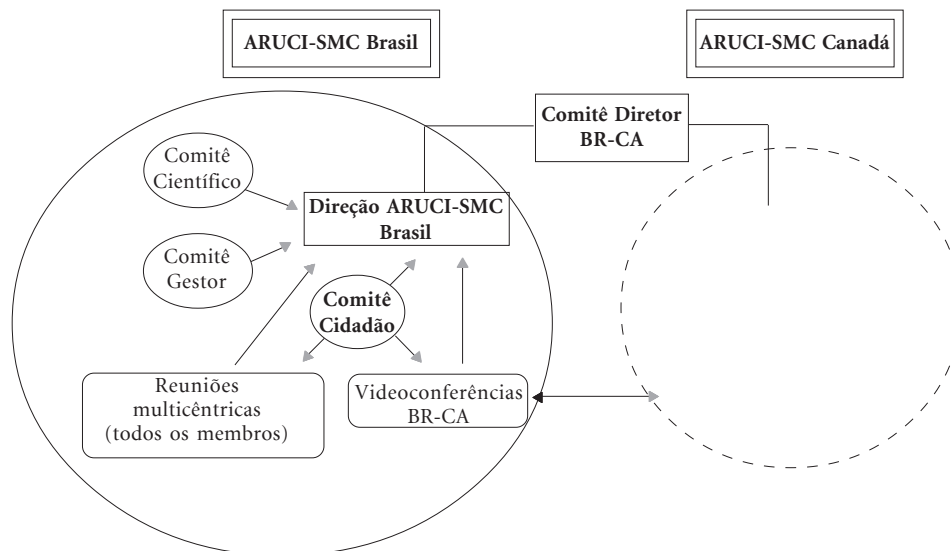 ARUCI-SMC Brasil
ARUCI-SMC Canadá
Comitê Diretor
BR-CA
Comitê
Científico
Direção ARUCI-SMC
Brasil
Comitê
Gestor
Comitê
Cidadão
Reuniões
multicêntricas
(todos os membros)
Videoconferências
BR-CA